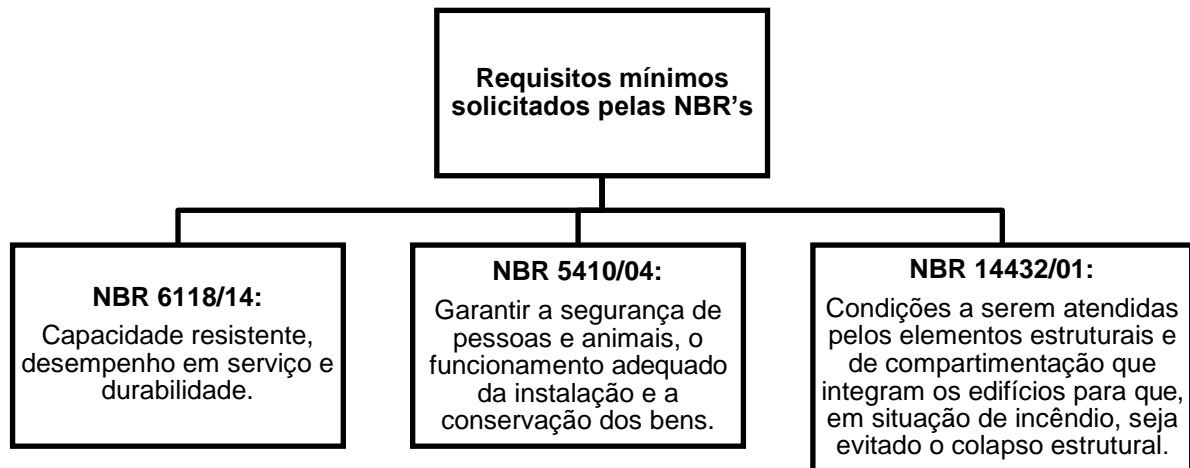 Requisitos mínimos
solicitados pelas NBR's
NBR 6118/14:
Capacidade resistente,
desempenho em serviço e
durabilidade.
NBR 5410/04:
Garantir a segurança de
pessoas e animais, o
funcionamento adequado
da instalação e a
conservação dos bens.
NBR 14432/01:
Condições a serem atendidas
pelos elementos estruturais e
de compartimentação que
integram os edifícios para que,
em situação de incêndio, seja
evitado o colapso estrutural.